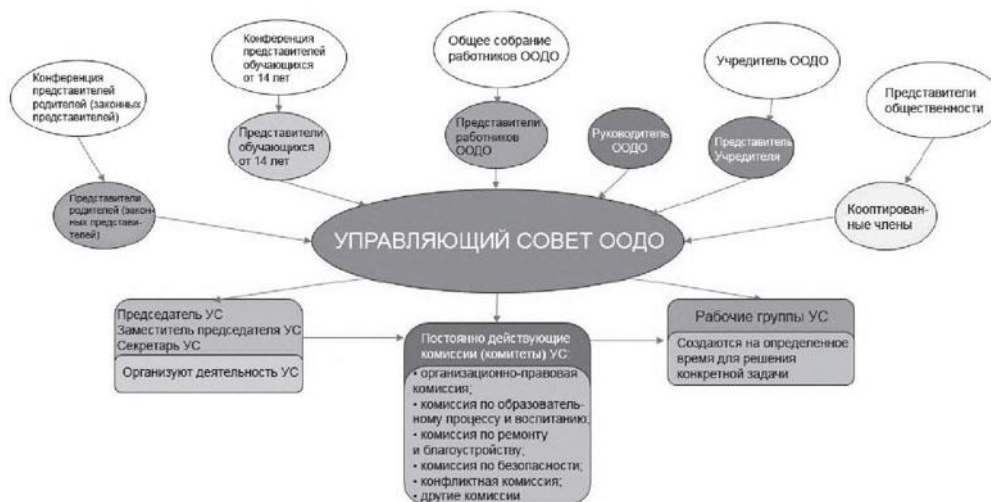 Конференция
представителей
родителей (законных
представителей)
Конференция
представителей
обучающихся
от 14 лет
Общее собрание
работников ООДО
Учредитель ООДО
Представители
общественности
Представители
родителей (закон-
ных представи-
телей)
Представители
обучающихся
от 14 лет
Представители
работников
ООДО
Руководитель
ООДО
Представитель
Учредителя
Кооптирован-
ные члены
УПРАВЛЯЮЩИЙ СОВЕТ ООДО
Председатель УС
Заместитель председателя УС
Секретарь УС
Организуют деятельность УС
Постоянно действующие
комиссии (комитеты) УС:
• организационно-правовая
комиссия;
• комиссия по образователь-
ному процессу и воспитанию;
• комиссия по ремонту
и благоустройству;
• комиссия по безопасности;
• конфликтная комиссия;
• другие комиссии
Рабочие группы УС
Создаются на определенное
время для решения
конкретной задачи